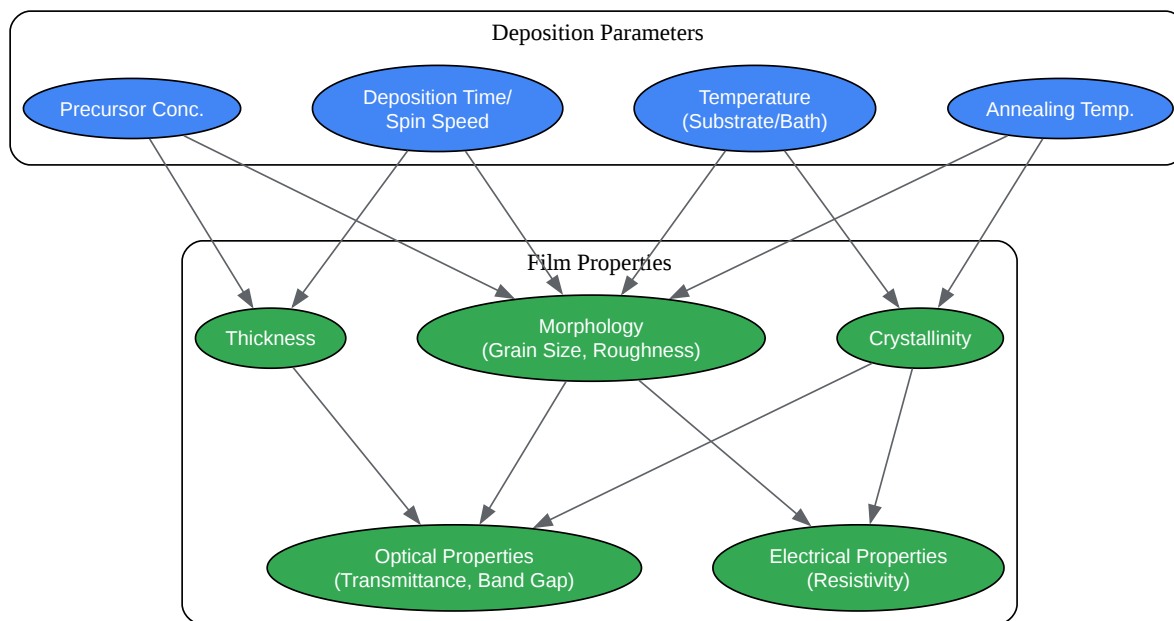 Deposition Parameters
Precursor Conc.
Deposition Time/
Spin Speed
Temperature
(Substrate/Bath)
Annealing Temp.
Film Properties
Thickness
Morphology
(Grain Size, Roughness)
Crystallinity
Optical Properties
(Transmittance, Band Gap)
Electrical Properties
(Resistivity)